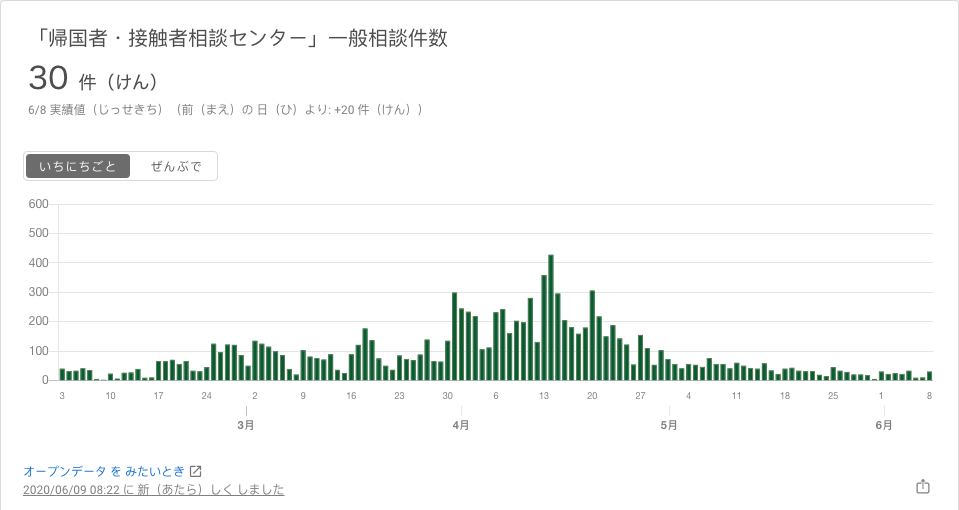 「帰国者・接触者相談センター」一般相談件数
30 件（けん）
6/8 実績値（じっせきち）（前（まえ）の 日（ひ）より: +20 件（けん））
いちにちごと ぜんぶで
600
500
400
300
200
100
0
3 10 17 24 2 9 16 23 30 6 13 20 27 4 11 18 25 1 8
3月 4月 5月 6月
オープンデータ を みたいとき
2020/06/09 08:22 に 新（あたら）しく しました